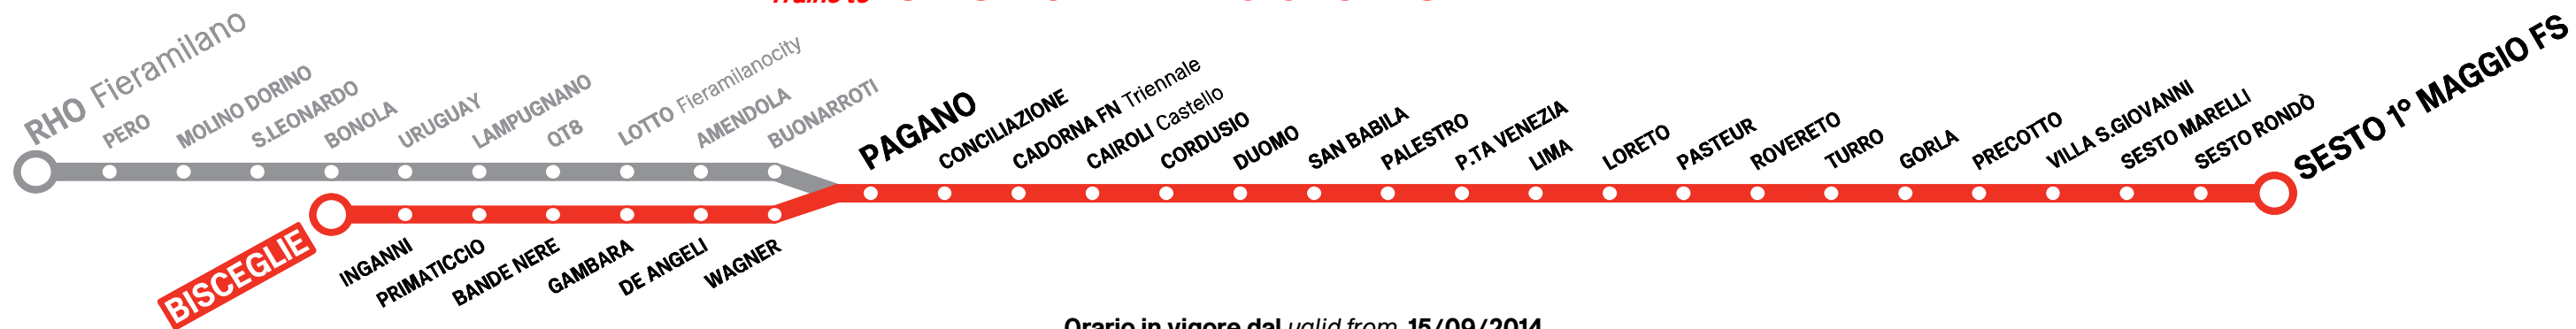 Trains to
RHO Fieramilano
PERO
MOLINO DORINO
S.LEONARDO
BONOLA
URUGUAY
LAMPUGNANO
QT8
LOTTO Fieramilanocity
AMENDOLA
BUONARROTI
PAGANO
CONCILIAZIONE
CADORNA FN Triennale
CAIROLI Castello
CORDUSIO
DUOMO
SAN BABILA
PALESTRO
P.TA VENEZIA
LIMA
LORETO
PASTEUR
ROVERETO
TURRO
GORLA
PRECOTTO
VILLA S.GIOVANNI
SESTO MARELLI
SESTO RONDÒ
SESTO 1° MAGGIO FS
BISCEGLIE
INGANNI
PRIMATICCIO
BANDE NERE
GAMBARA
DE ANGELI
WAGNER
Orario in vigore dal valid from 15/09/2014